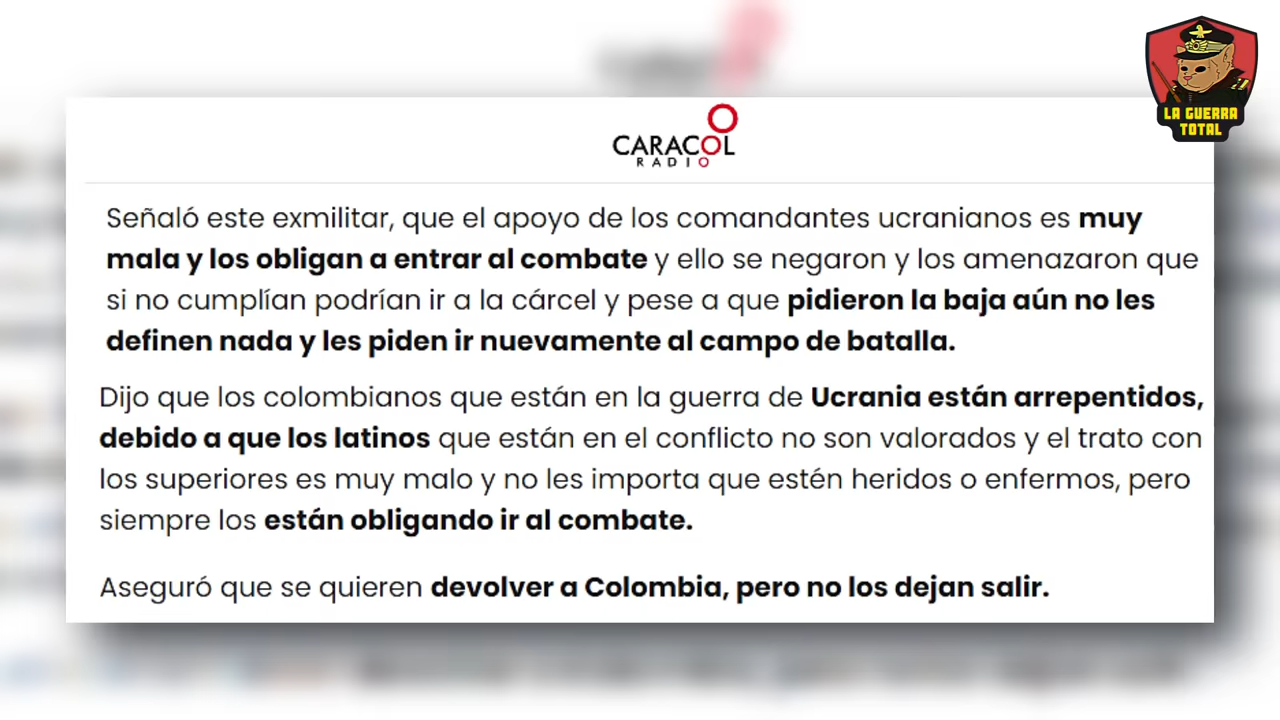 LA GUERRA
TOTAL
CARACOL
RADIO
Señaló este exmilitar, que el apoyo de los comandantes ucranianos es muy
mala y los obligan a entrar al combate y ello se negaron y los amenazaron que
si no cumplían podrían ir a la cárcel y pese a que pidieron la baja aún no les
definen nada y les piden ir nuevamente al campo de batalla.
Dijo que los colombianos que están en la guerra de Ucrania están arrepentidos,
debido a que los latinos que están en el conflicto no son valorados y el trato con
los superiores es muy malo y no les importa que estén heridos o enfermos, pero
siempre los están obligando ir al combate.
Aseguró que se quieren devolver a Colombia, pero no los dejan salir.